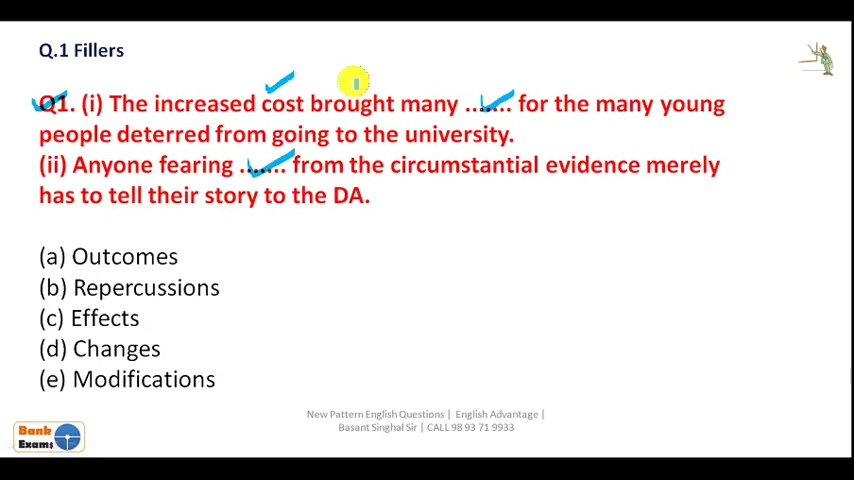 Q.1 Fillers
Q1. (i) The increased cost brought many ....... for the many young
people deterred from going to the university.
(ii) Anyone fearing ....... from the circumstantial evidence merely
has to tell their story to the DA.
(a) Outcomes
(b) Repercussions
(c) Effects
(d) Changes
(e) Modifications
New Pattern English Questions | English Advantage |
Basant Singhal Sir | CALL 98 93 71 9933
Bank
Exams